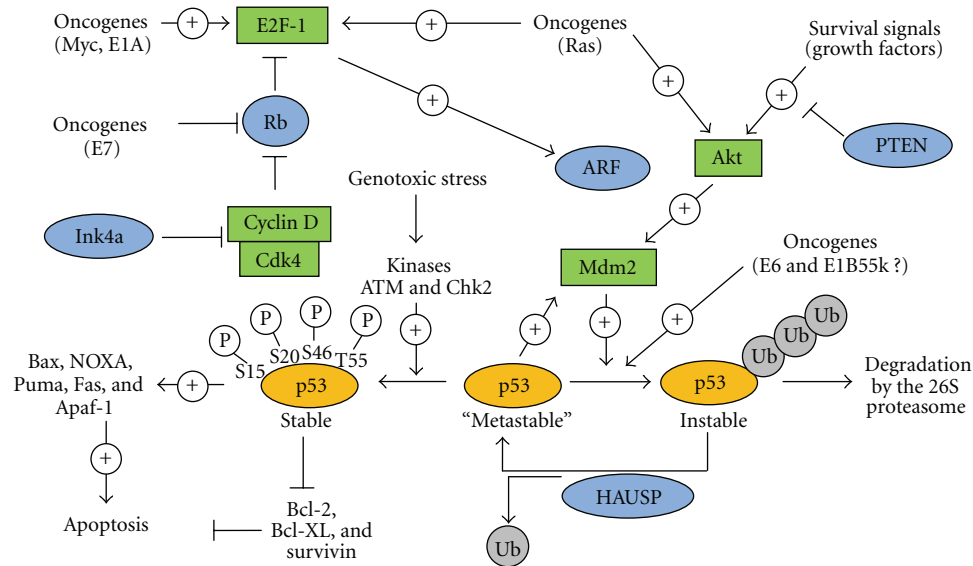 Oncogenes
(Myc, E1A)
+
E2F-1
+
Oncogenes
(Ras)
Survival signals
(growth factors)
+
+
+
Oncogenes
(E7)
Rb
ARF
Akt
PTEN
Genotoxic stress
Ink4a
Cyclin D
Cdk4
+
Kinases
ATM and Chk2
Mdm2
Oncogenes
(E6 and E1B55k ?)
P
P
P
P
S15
S20
S46
T55
+
+
+
+
Ub
Ub
Ub
Bax, NOXA,
Puma, Fas, and
Apaf-1
+
p53
Stable
p53
"Metastable"
p53
Instable
Degradation
by the 26S
proteasome
+
Apoptosis
Bcl-2,
Bcl-XL, and
survivin
HAUSP
Ub